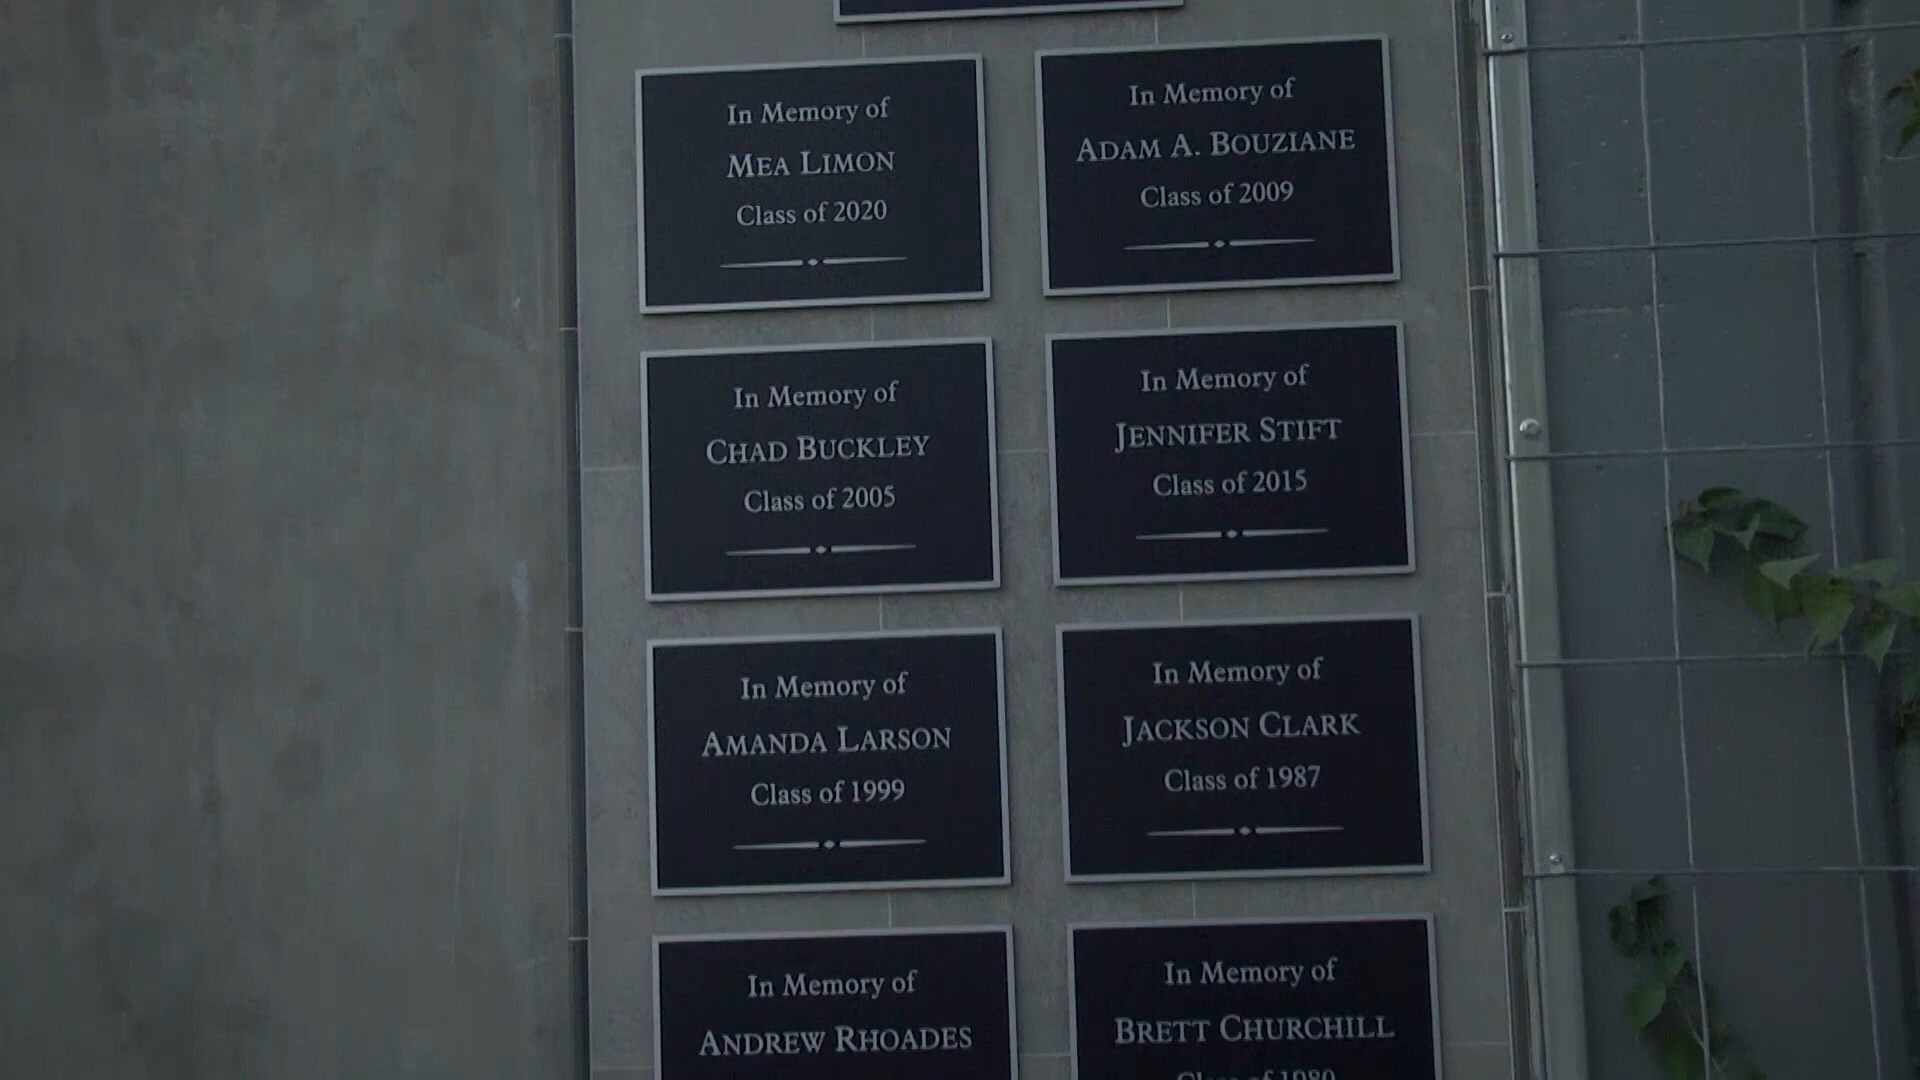 In Memory of
MEA LIMON
Class of 2020
In Memory of
ADAM A. BOUZIANE
Class of 2009
In Memory of
CHAD BUCKLEY
Class of 2005
In Memory of
JENNIFER STIFT
Class of 2015
In Memory of
AMANDA LARSON
Class of 1999
In Memory of
JACKSON CLARK
Class of 1987
In Memory of
ANDREW RHOADES
In Memory of
BRETT CHURCHILL
Class of 1980